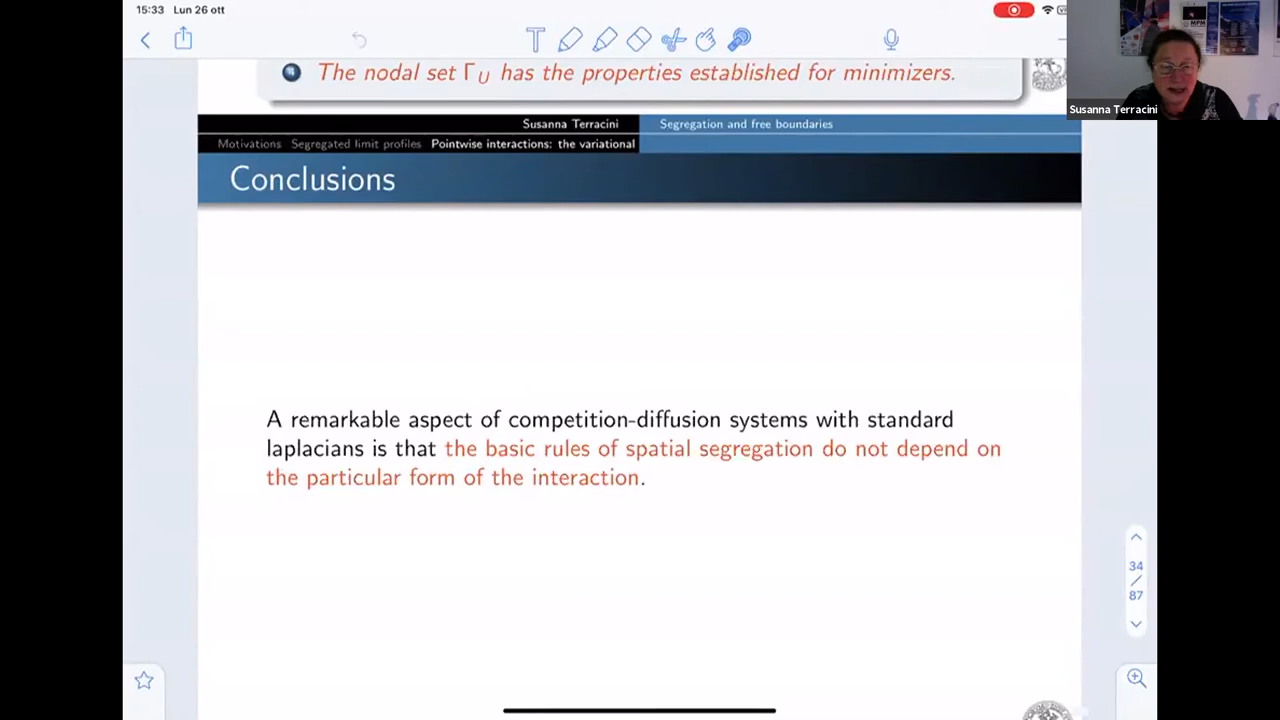 15:33 Lun 26 ott
The nodal set Γ_U has the properties established for minimizers.
Susanna Terracini
Susanna Terracini Segregation and free boundaries
Motivations Segregated limit profiles Pointwise interactions: the variational
Conclusions
A remarkable aspect of competition-diffusion systems with standard
laplacians is that the basic rules of spatial segregation do not depend on
the particular form of the interaction.
34
/
87